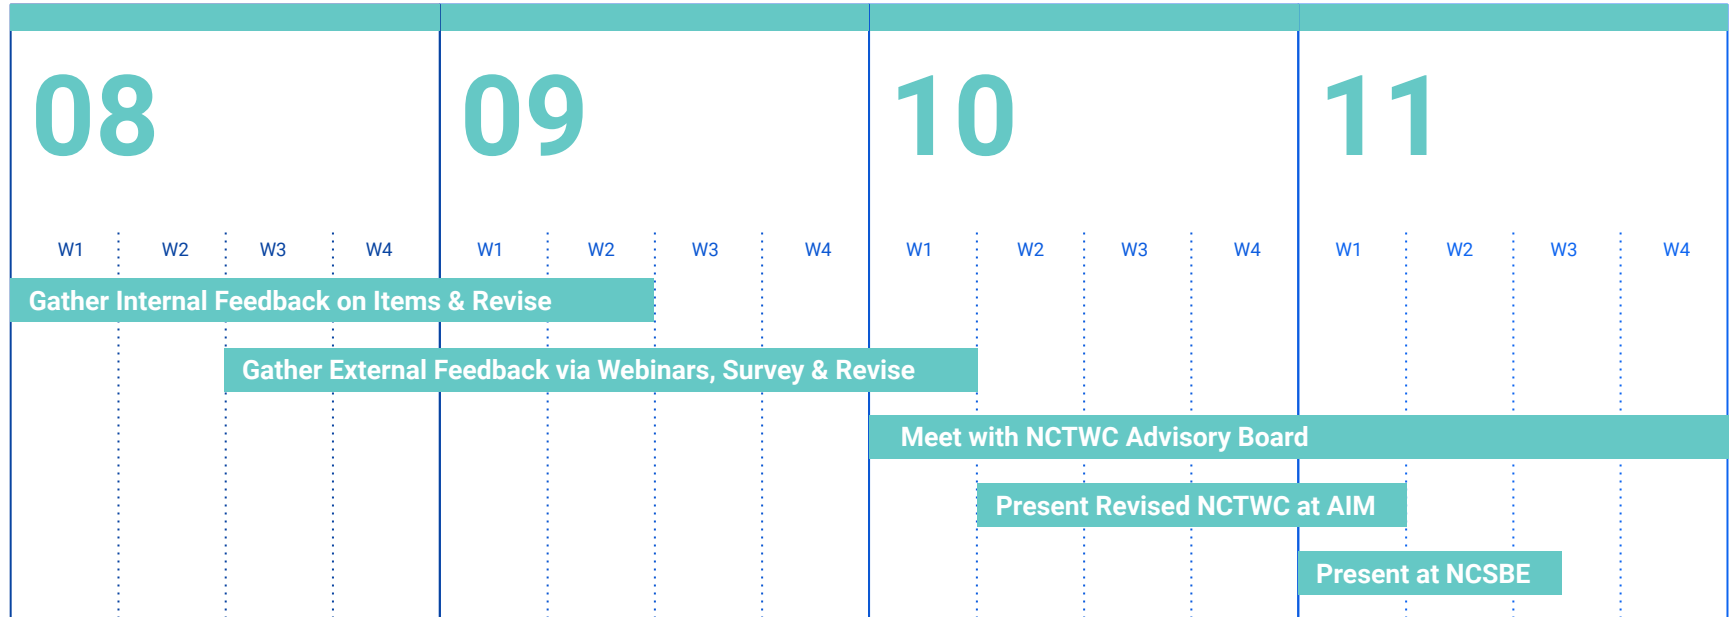 08 09 10 11
W1 W2 W3 W4 W1 W2 W3 W4 W1 W2 W3 W4 W1 W2 W3 W4
Gather Internal Feedback on Items & Revise
Gather External Feedback via Webinars, Survey & Revise
Meet with NCTWC Advisory Board
Present Revised NCTWC at AIM
Present at NCSBE